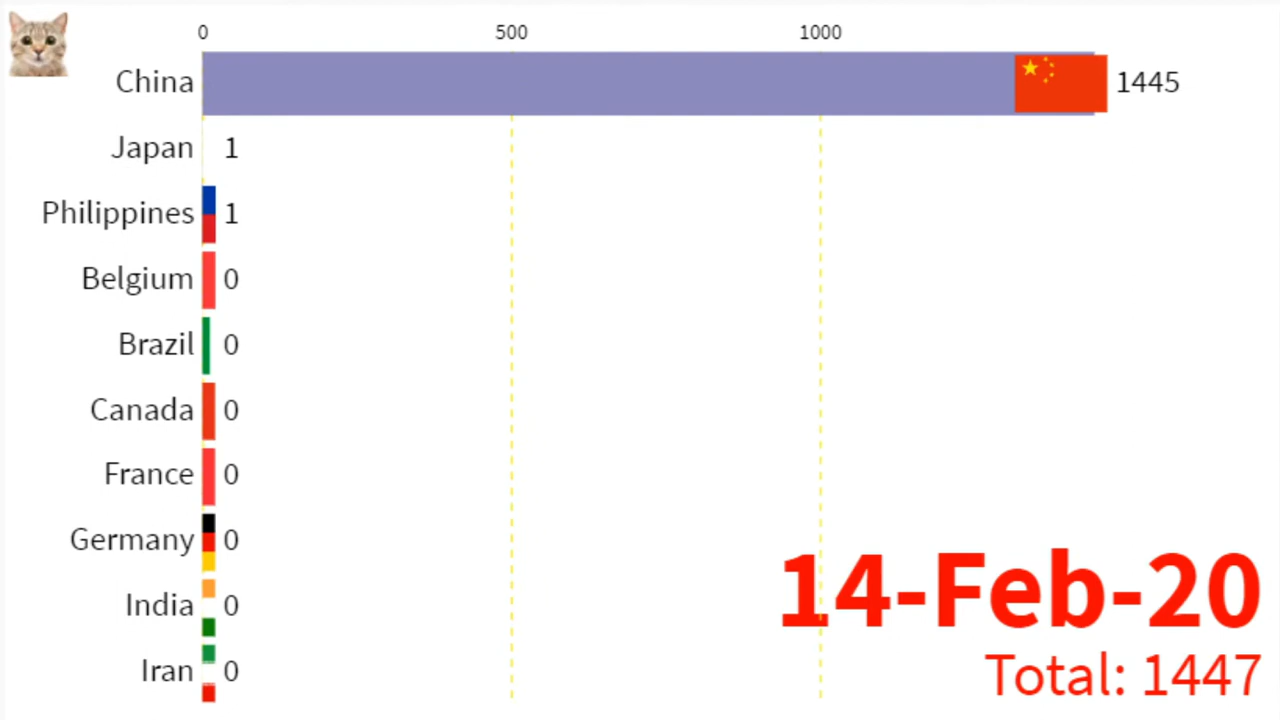 0 500 1000
China 1445
Japan 1
Philippines 1
Belgium 0
Brazil 0
Canada 0
France 0
Germany 0
India 0
Iran 0
14-Feb-20
Total: 1447